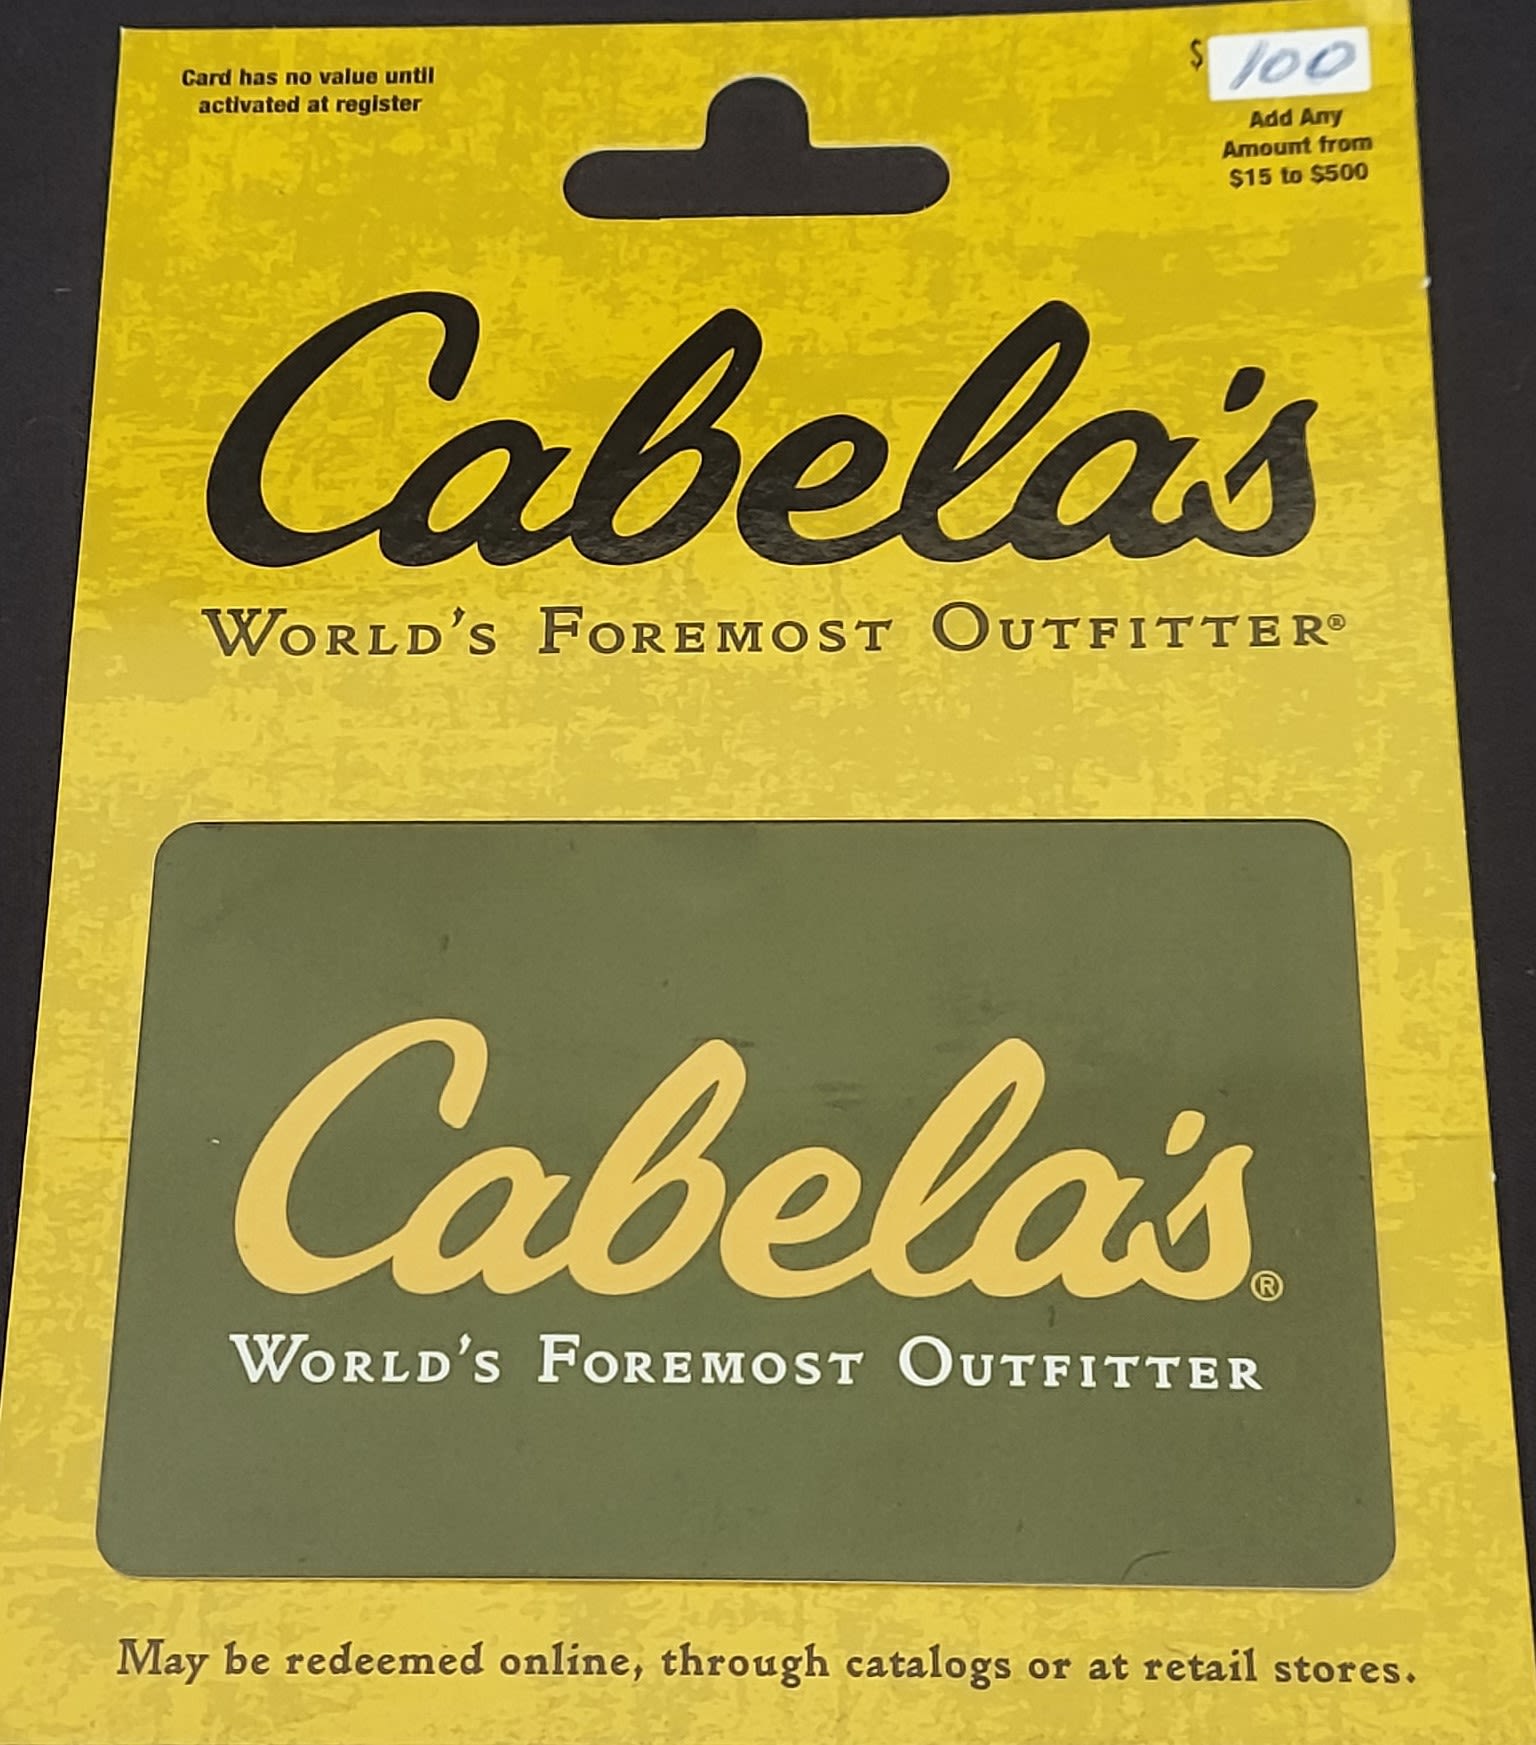 Card has no value until
activated at register
$ 100
Add Any
Amount from
$15 to $500
Cabela's
WORLD'S FOREMOST OUTFITTER®
Cabela's®
WORLD'S FOREMOST OUTFITTER
May be redeemed online, through catalogs or at retail stores.